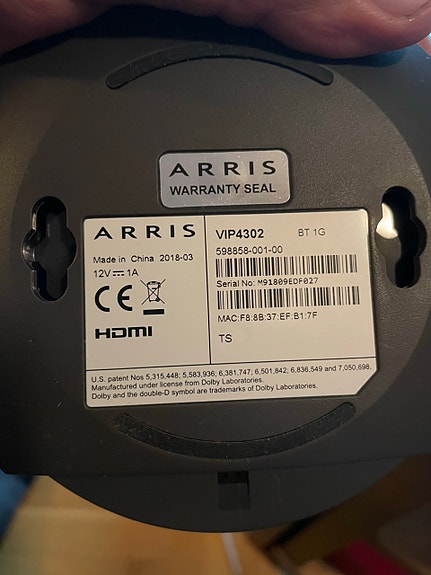 ARRIS
WARRANTY SEAL
ARRIS
Made in China 2018-03
12V⎓1A
CE
HDMI
VIP4302 BT 1G
598858-001-00
Serial No: M91809EDF027
MAC:F8:8B:37:EF:B1:7F
TS
U.S. patent Nos 5,315,448; 5,583,936; 6,381,747; 6,501,842; 6,836,549 and 7,050,698.
Manufactured under license from Dolby Laboratories.
Dolby and the double-D symbol are trademarks of Dolby Laboratories.